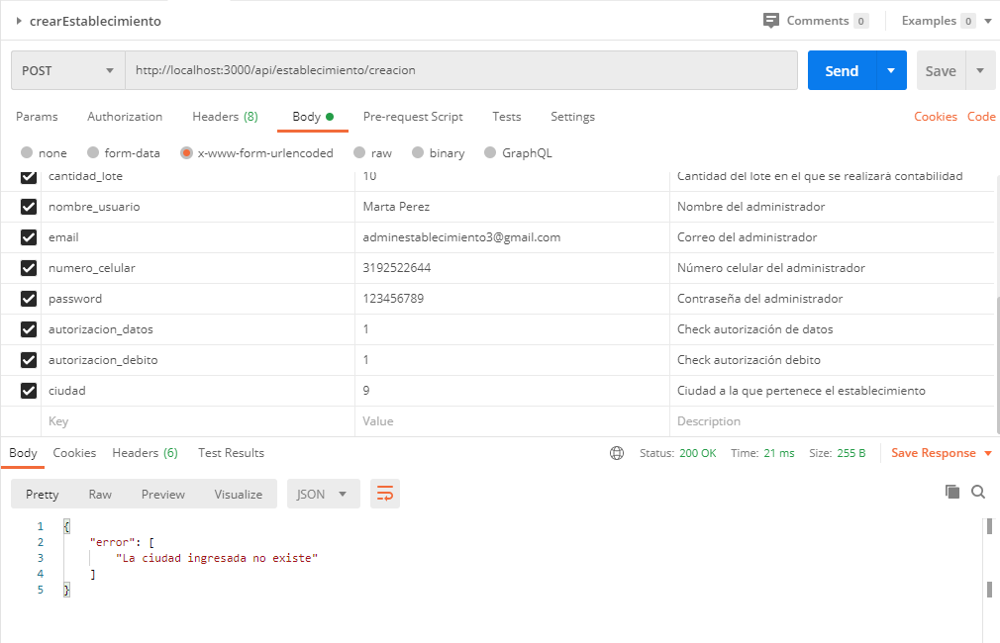 crearEstablecimiento Comments 0 Examples 0
POST http://localhost:3000/api/establecimiento/creacion Send Save
Params Authorization Headers (8) Body Pre-request Script Tests Settings Cookies Code
none form-data x-www-form-urlencoded raw binary GraphQL
cantidad_lote 10 Cantidad del lote en el que se realizará contabilidad
nombre_usuario Marta Perez Nombre del administrador
email adminestablecimiento3@gmail.com Correo del administrador
numero_celular 3192522644 Número celular del administrador
password 123456789 Contraseña del administrador
autorizacion_datos 1 Check autorización de datos
autorizacion_debito 1 Check autorización debito
ciudad 9 Ciudad a la que pertenece el establecimiento
Key Value Description
Body Cookies Headers (6) Test Results Status: 200 OK Time: 21 ms Size: 255 B Save Response
Pretty Raw Preview Visualize JSON
1 {
2 "error": [
3 "La ciudad ingresada no existe"
4 ]
5 }